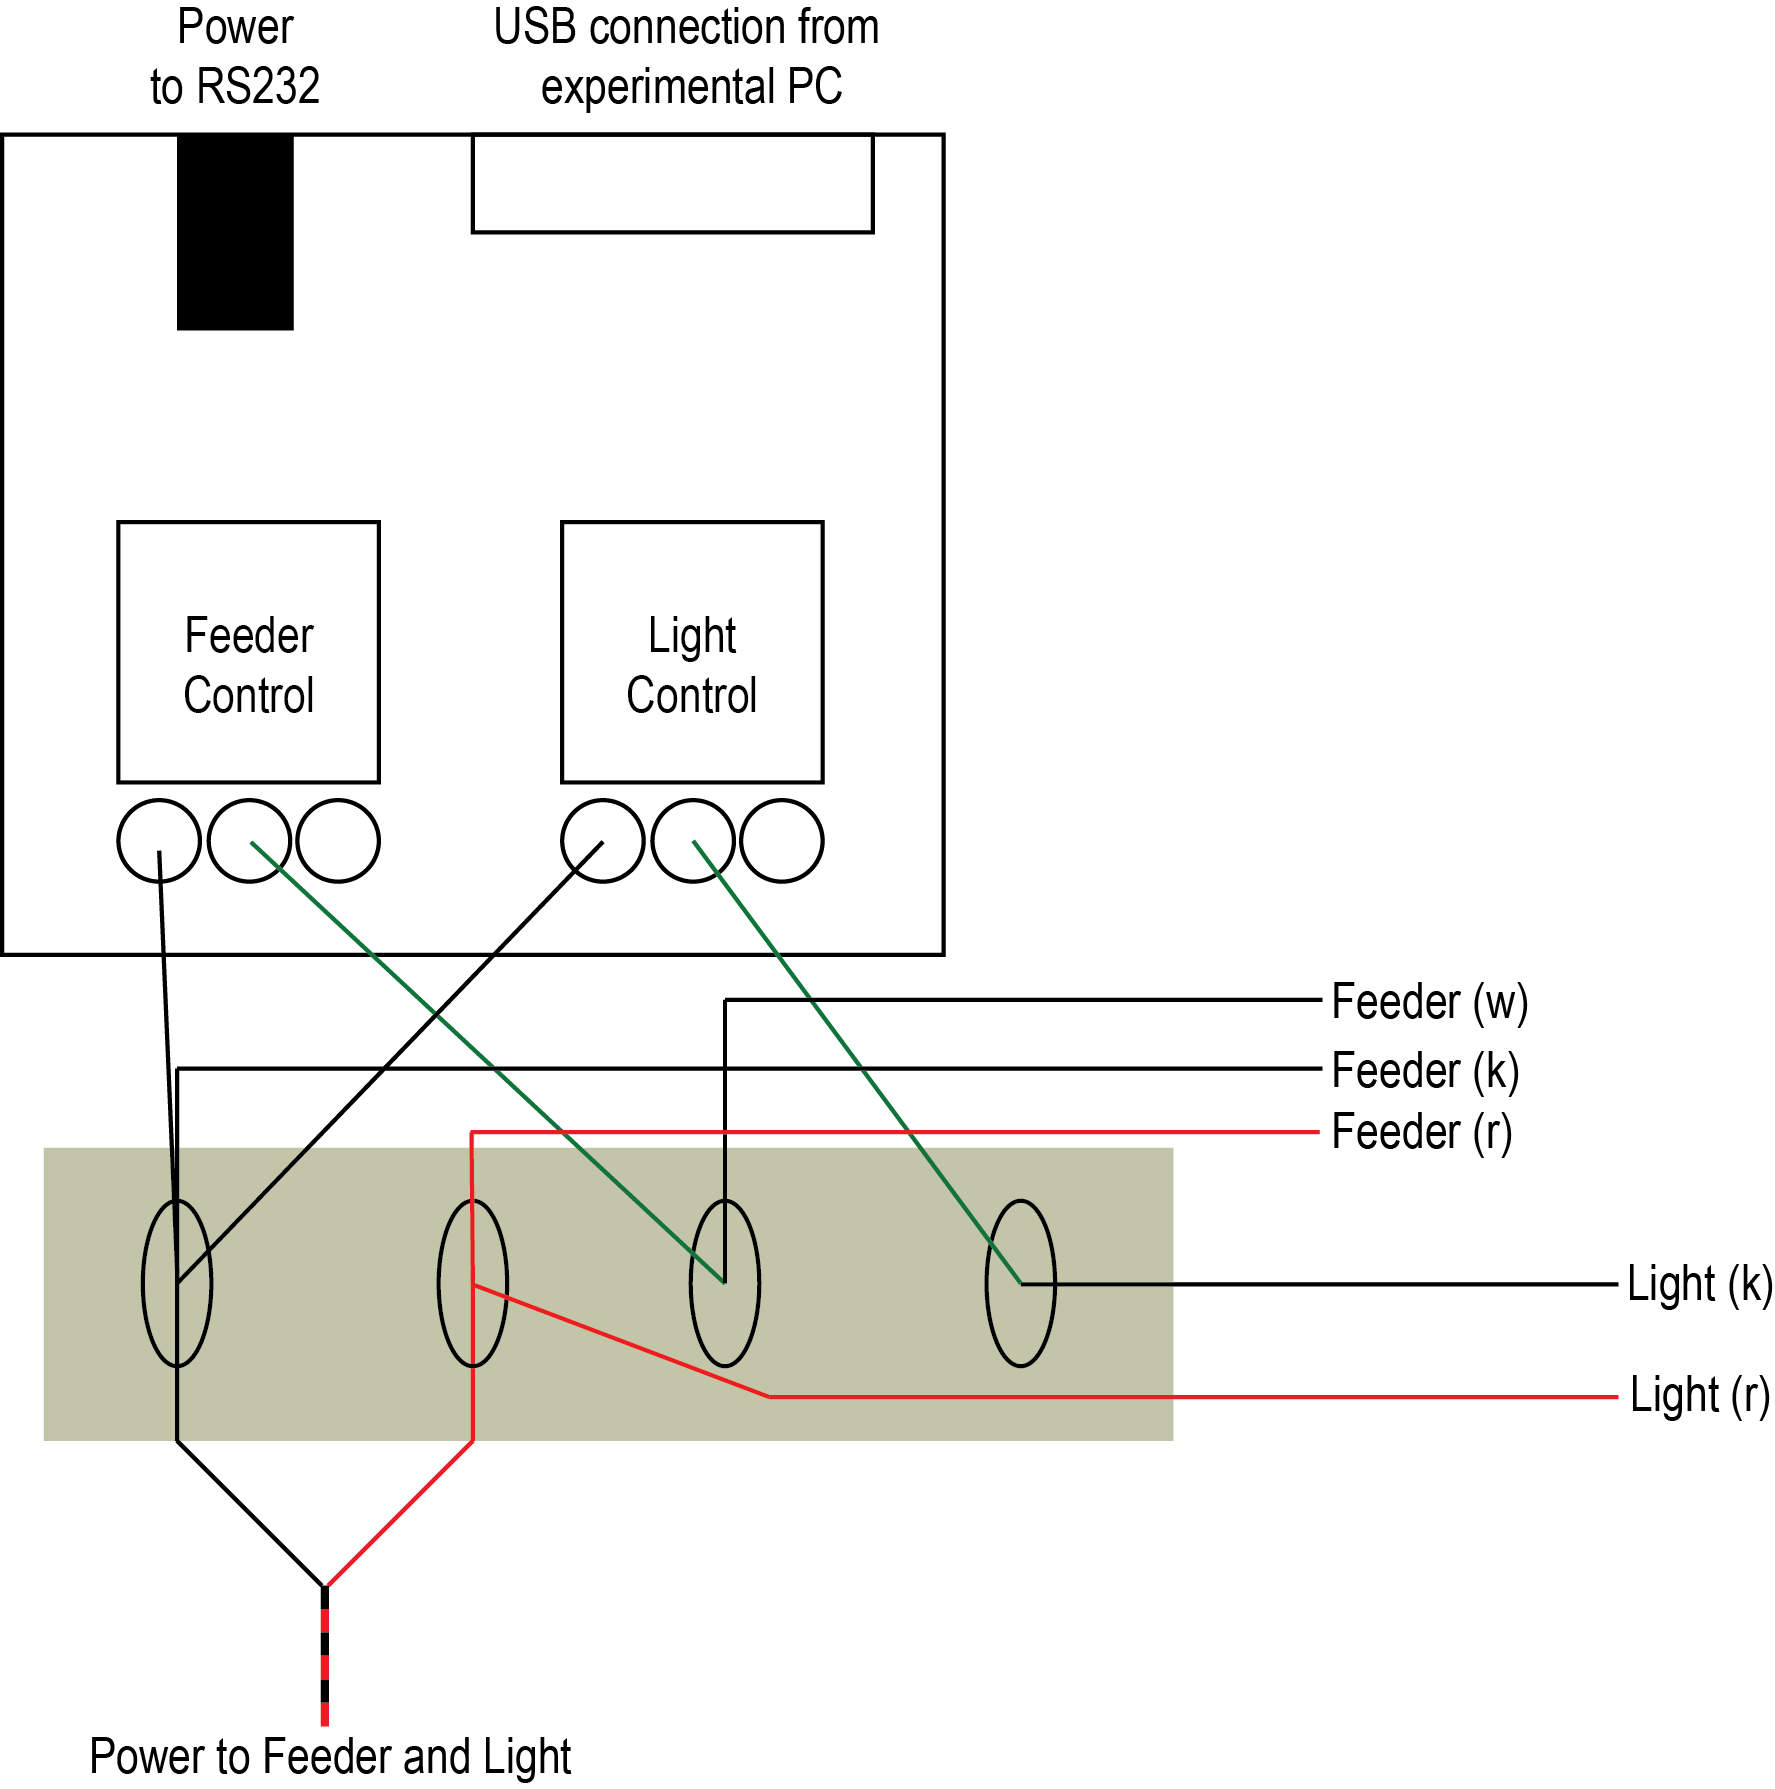 Power
to RS232
USB connection from
experimental PC
Feeder
Control
Light
Control
Feeder (w)
Feeder (k)
Feeder (r)
Light (k)
Light (r)
Power to Feeder and Light